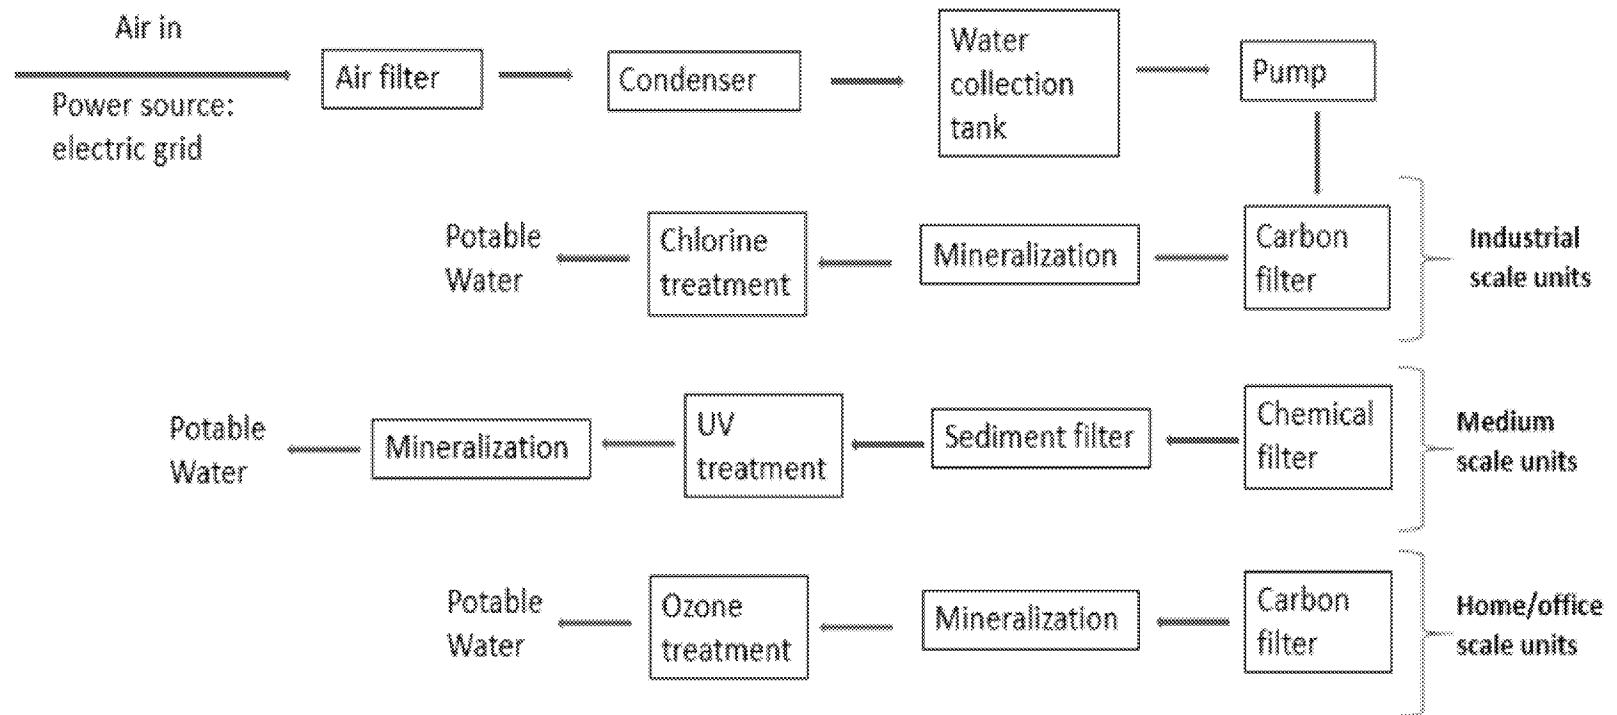 Air in
Power source:
electric grid
Air filter
Condenser
Water
collection
tank
Pump
Potable
Water
Chlorine
treatment
Mineralization
Carbon
filter
Industrial
scale units
Potable
Water
Mineralization
UV
treatment
Sediment filter
Chemical
filter
Medium
scale units
Potable
Water
Ozone
treatment
Mineralization
Carbon
filter
Home/office
scale units